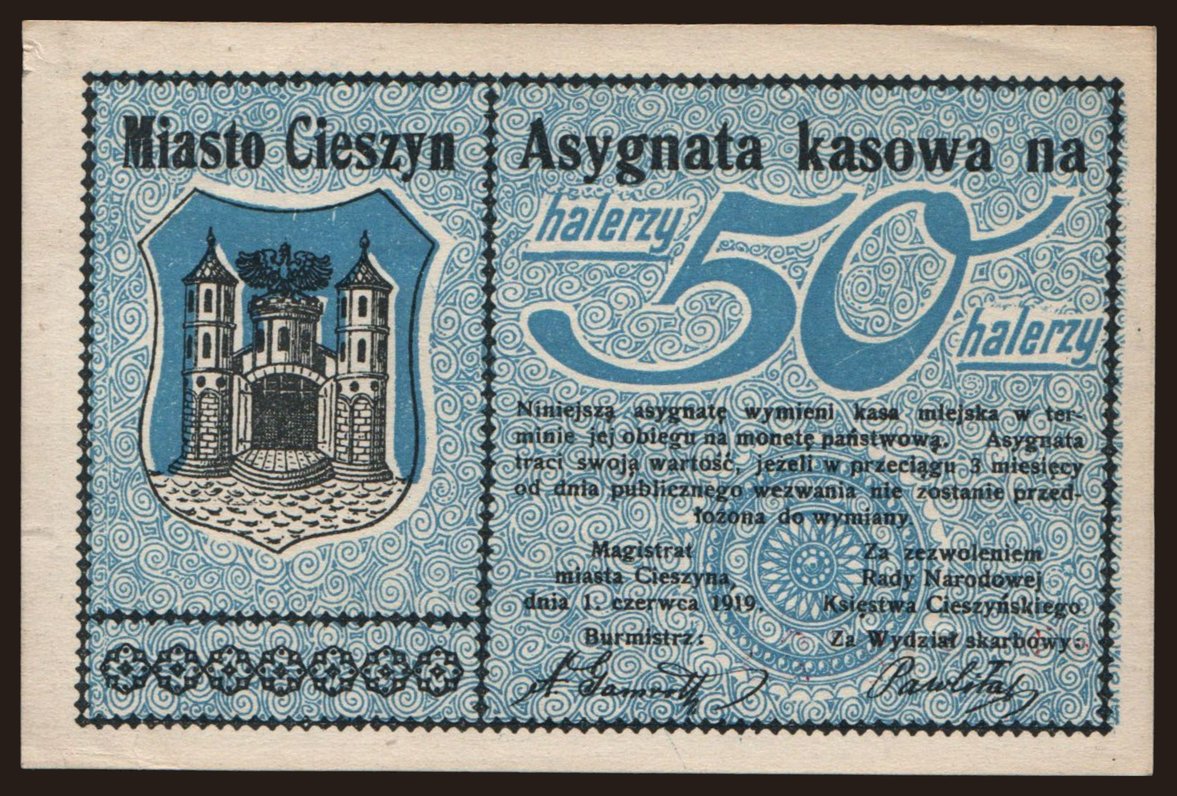 Miasto Cieszyn
Asygnata kasowa na
halerzy 50
halerzy
Niniejszą asygnatę wymieni kasa miejska w ter-
minie jej obiegu na monetę państwową. Asygnata
traci swoją wartość, jeżeli w przeciągu 3 miesięcy
od dnia publicznego wezwania nie zostanie przed-
łożona do wymiany.
Magistrat
miasta Cieszyna,
dnia 1. czerwca 1919.
Burmistrz:
Za zezwoleniem
Rady Narodowej
Księstwa Cieszyńskiego
Za Wydział skarbowy: